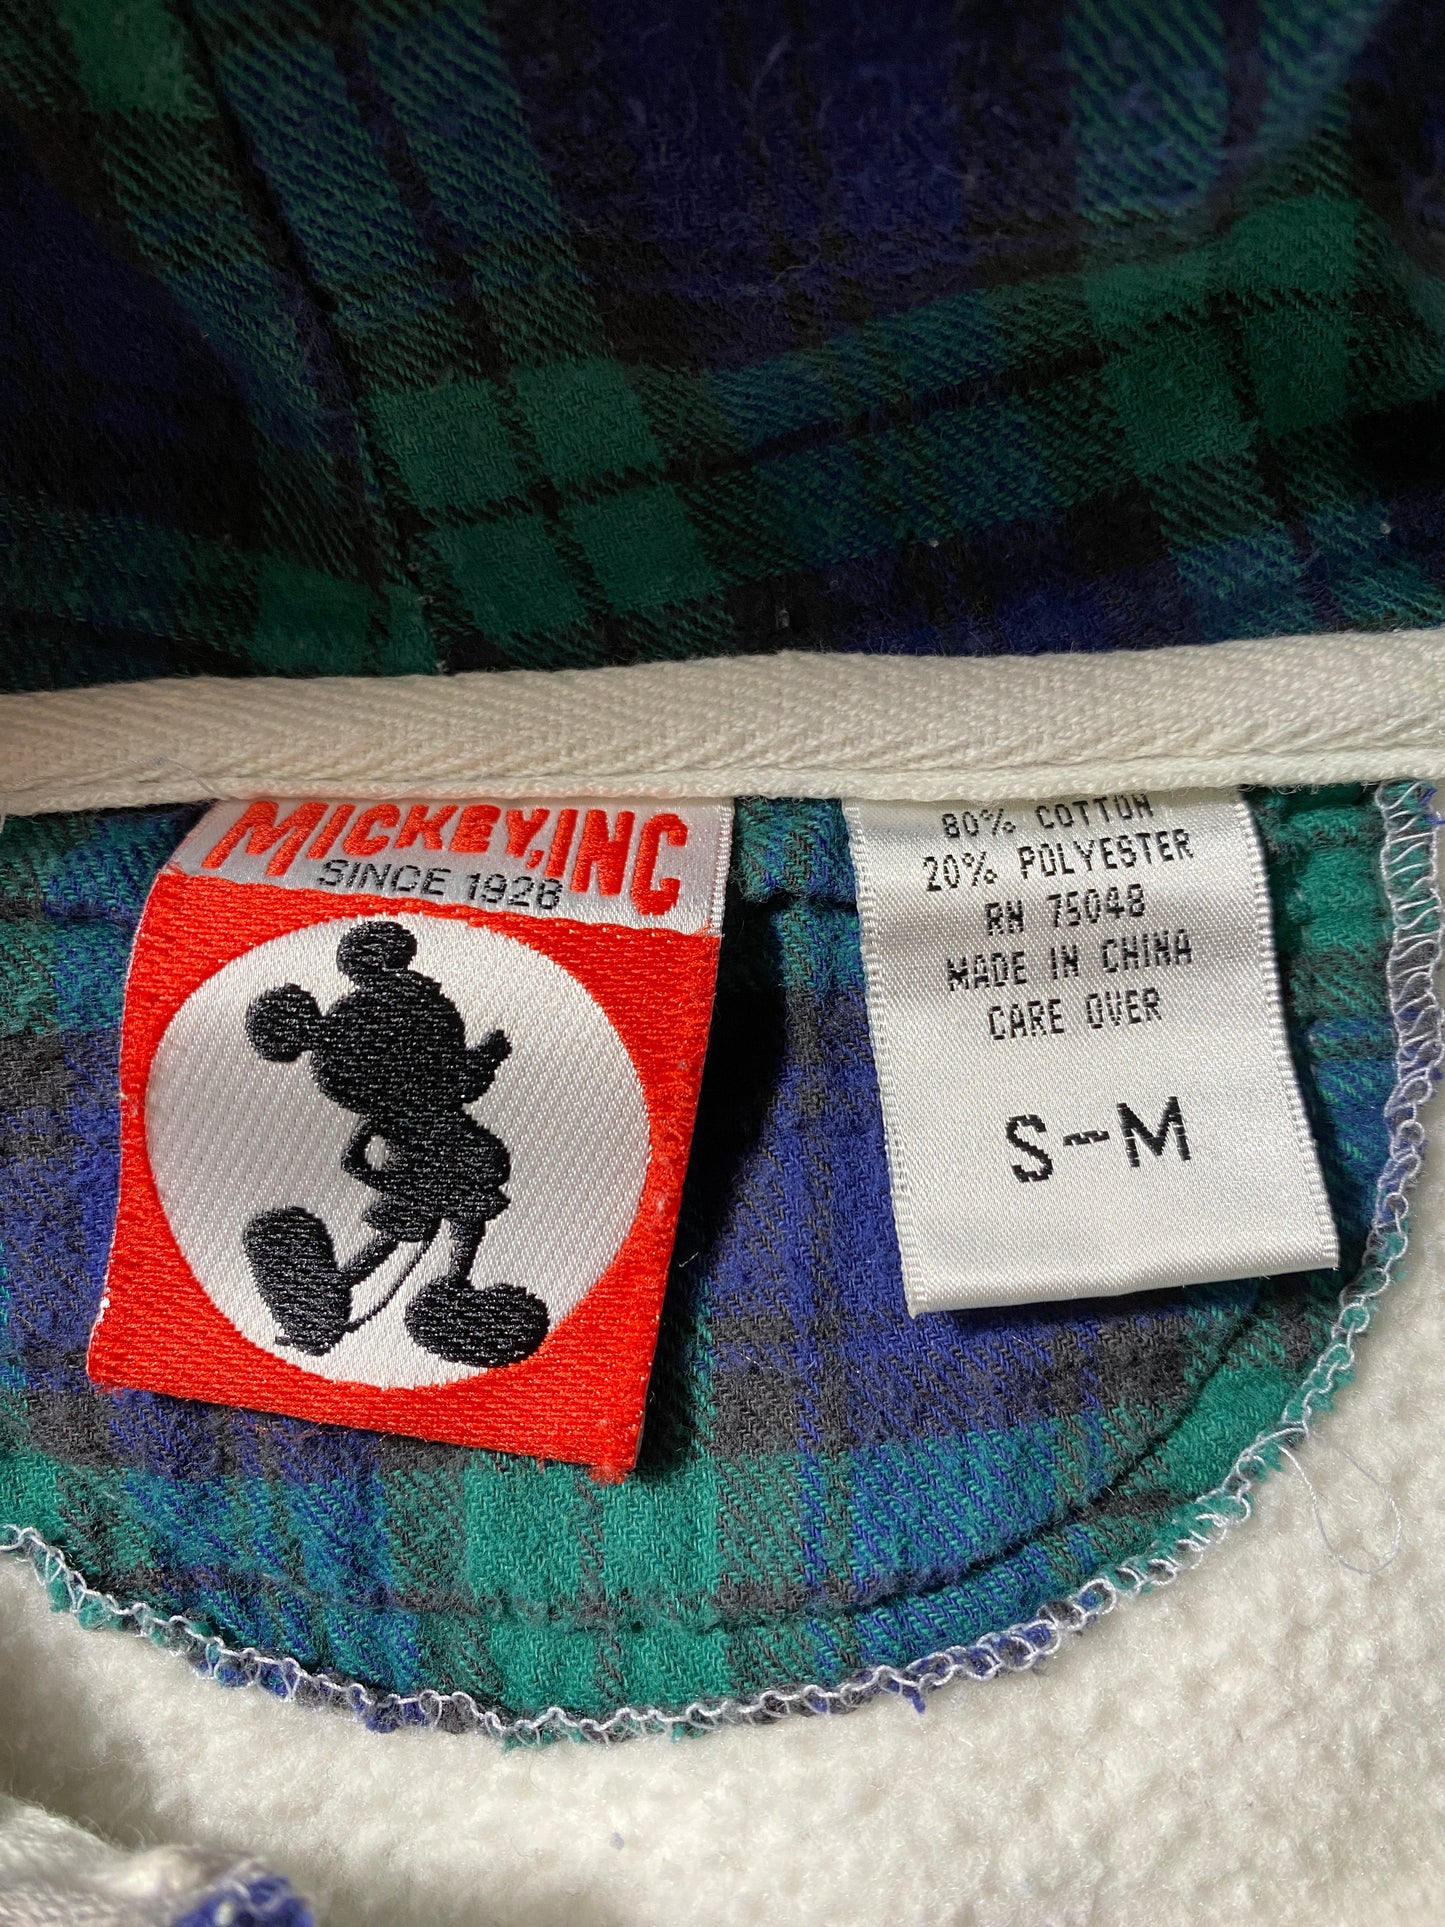 MICKEY, INC
SINCE 1928
80% COTTON
20% POLYESTER
RN 75048
MADE IN CHINA
CARE OVER
S-M